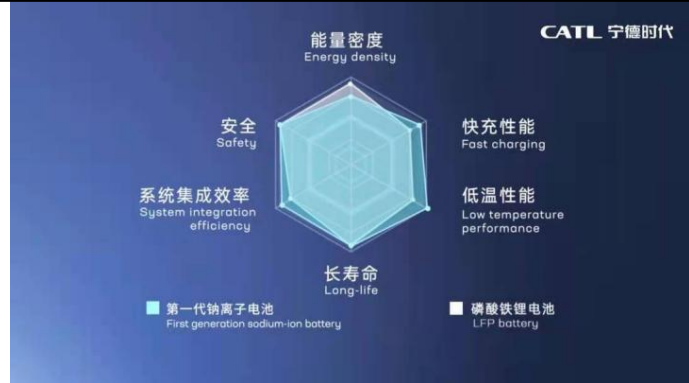 CATL 宁德时代
能量密度
Energy density
安全
Safety
快充性能
Fast charging
系统集成效率
System integration
efficiency
低温性能
Low temperature
performance
长寿命
Long-life
第一代钠离子电池
First generation sodium-ion battery
磷酸铁锂电池
LFP battery